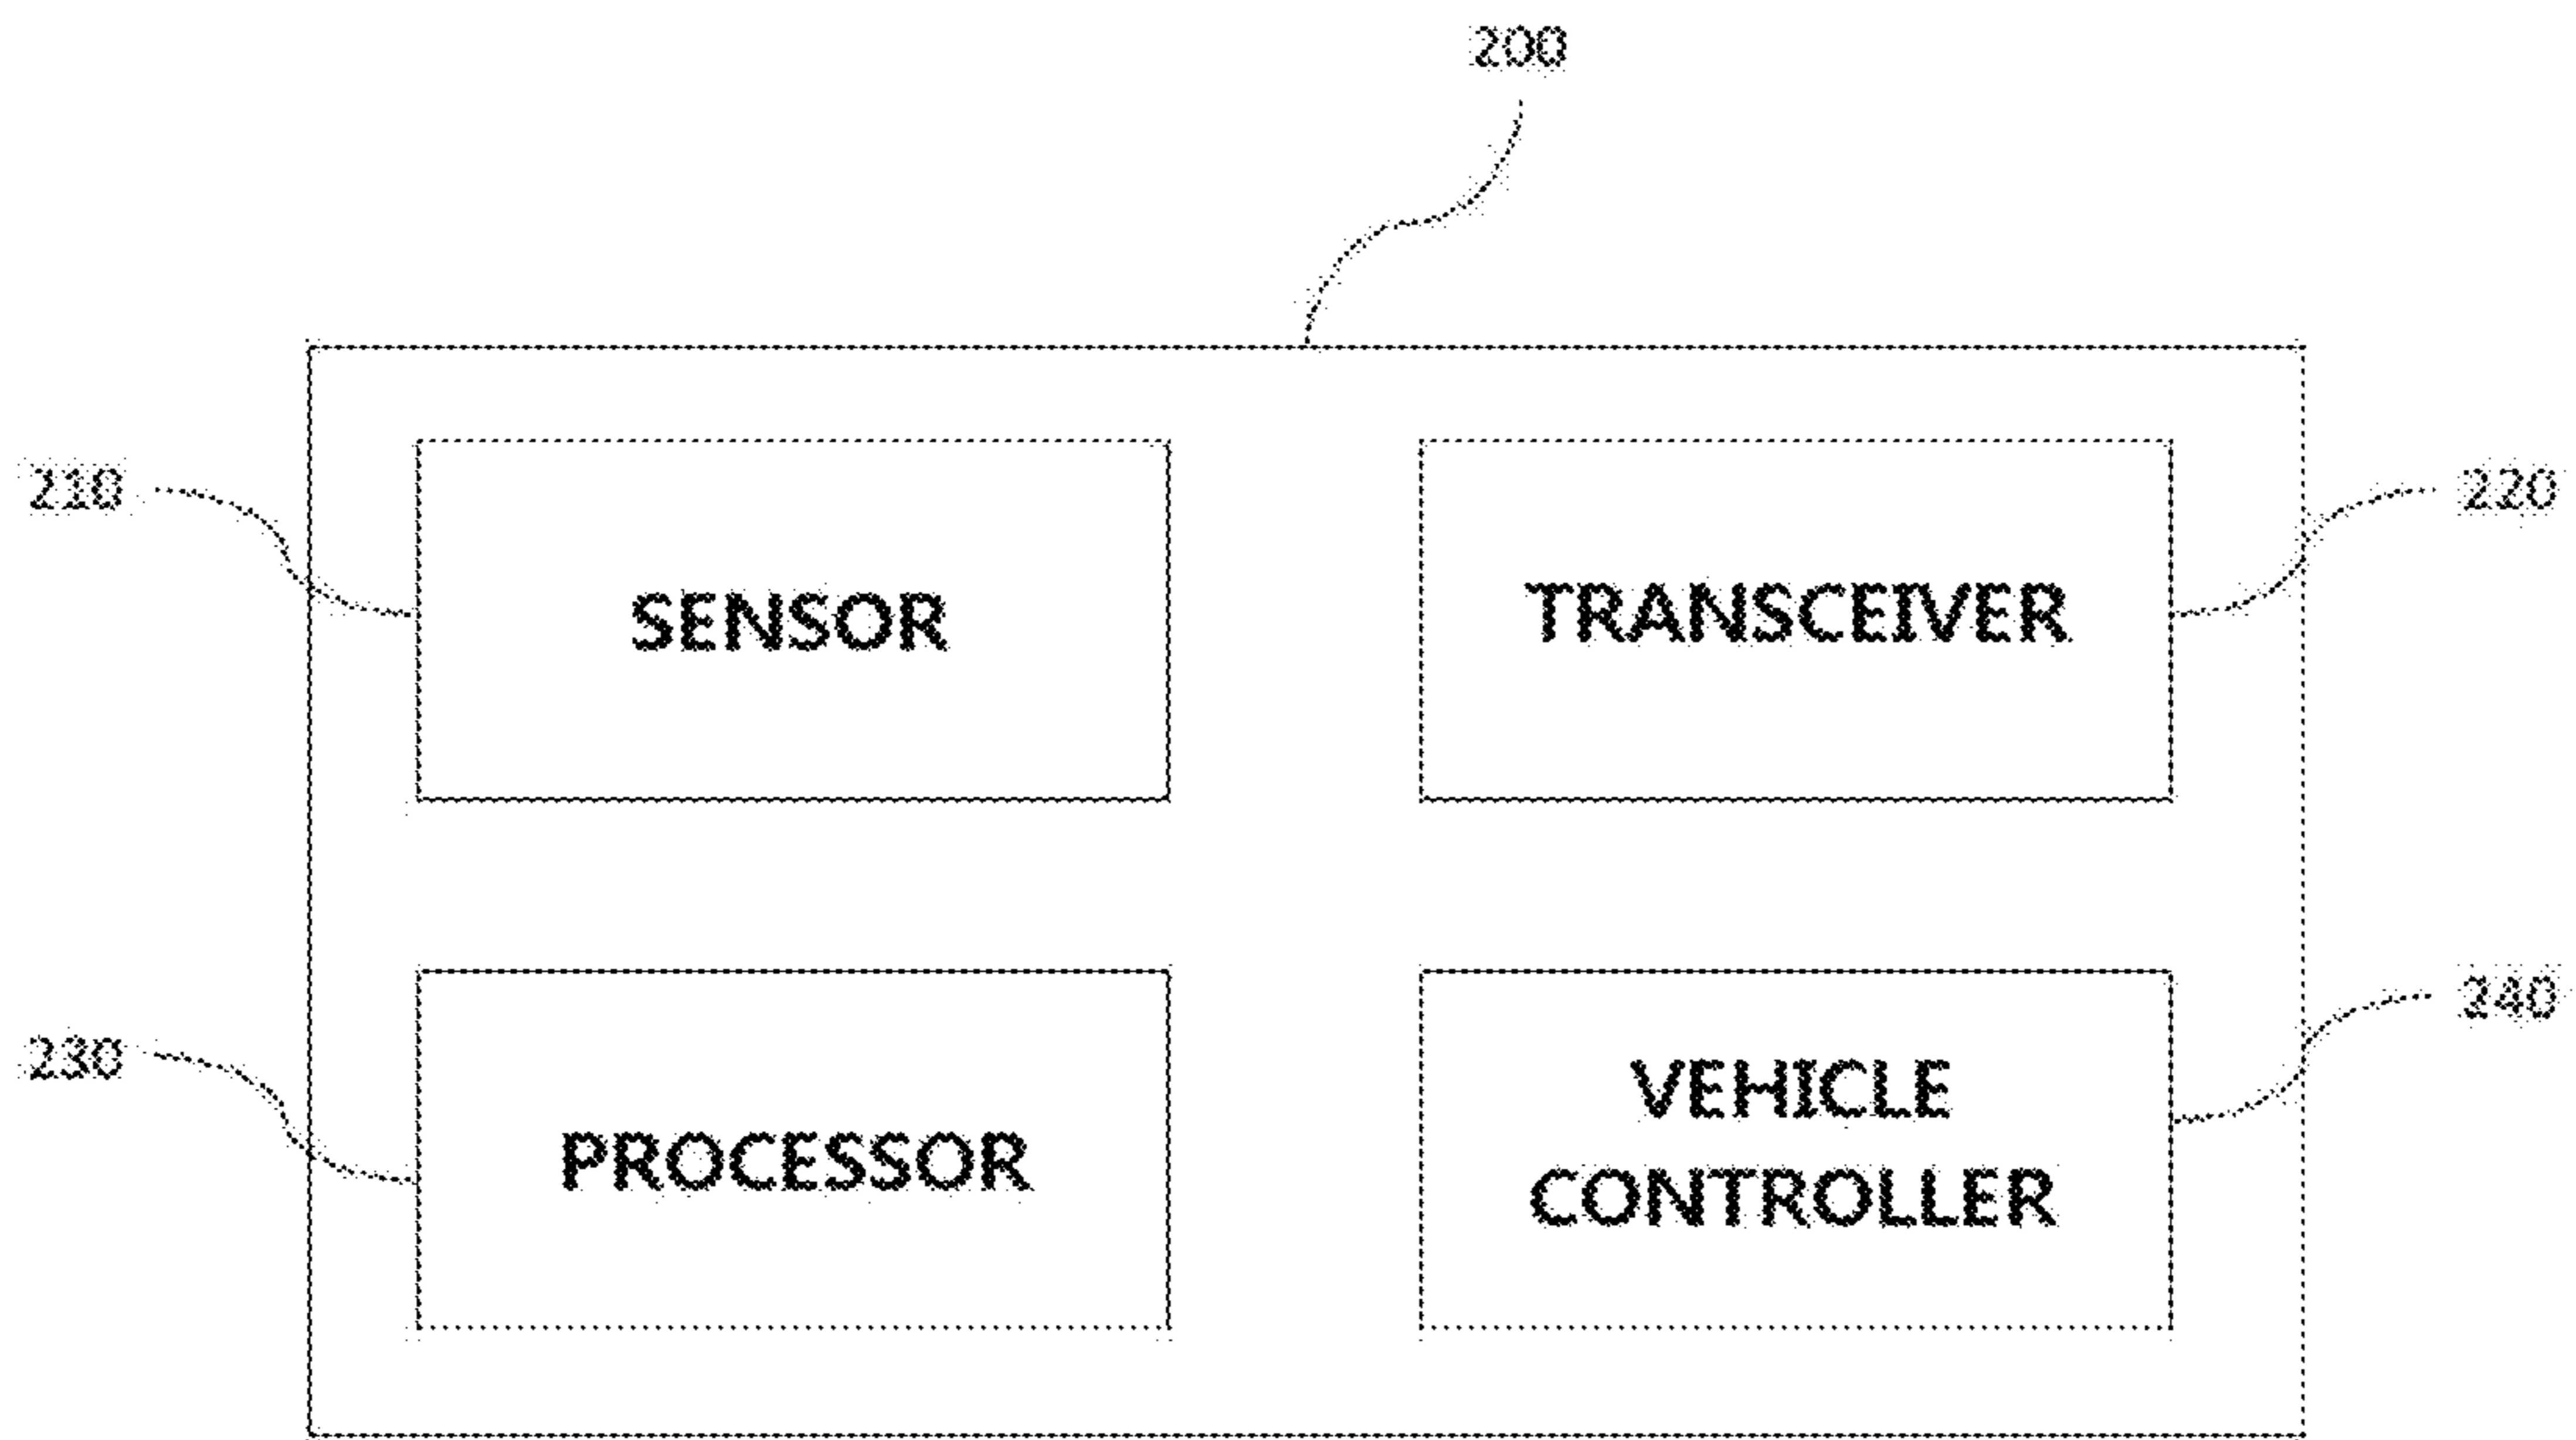 200
210
SENSOR
TRANSCEIVER
220
230
PROCESSOR
VEHICLE
CONTROLLER
240